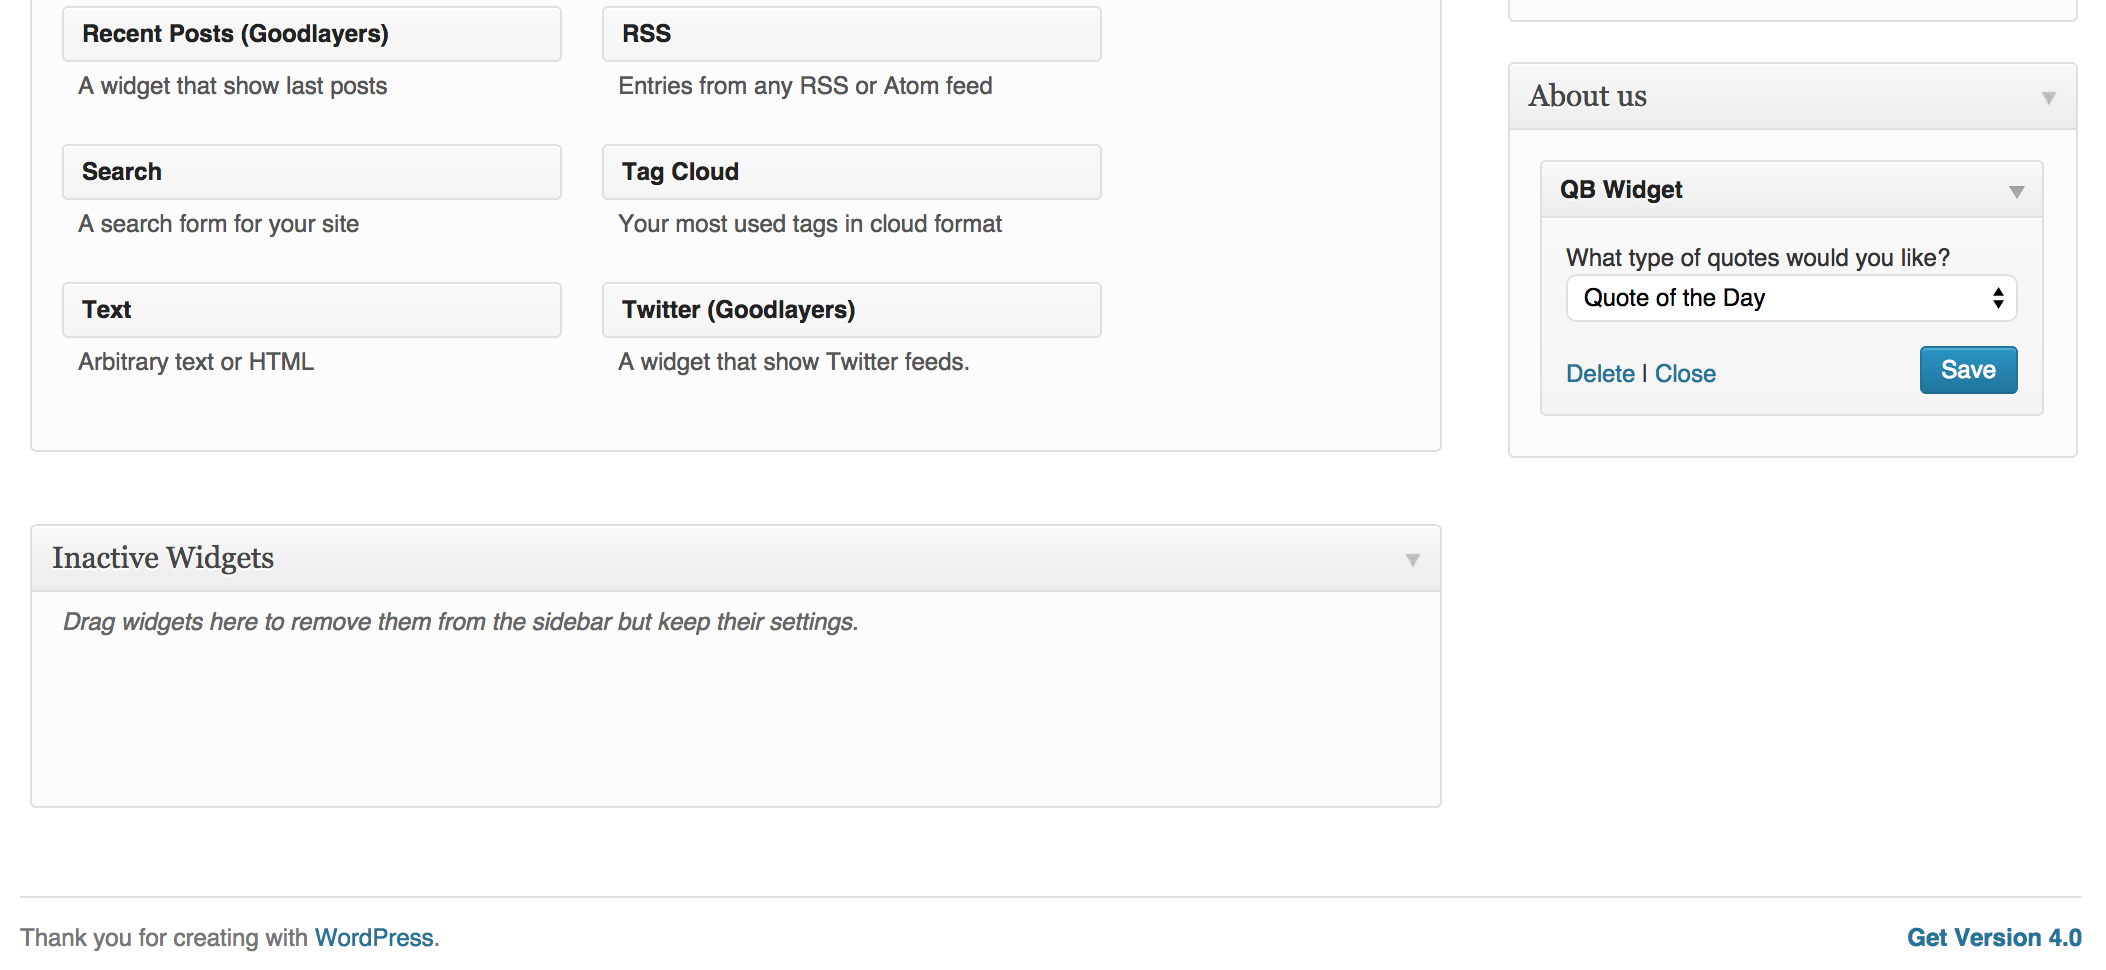 Recent Posts (Goodlayers)
A widget that show last posts
RSS
Entries from any RSS or Atom feed
Search
A search form for your site
Tag Cloud
Your most used tags in cloud format
Text
Arbitrary text or HTML
Twitter (Goodlayers)
A widget that show Twitter feeds.
About us
QB Widget
What type of quotes would you like?
Quote of the Day
Delete | Close
Save
Inactive Widgets
Drag widgets here to remove them from the sidebar but keep their settings.
Thank you for creating with WordPress.
Get Version 4.0